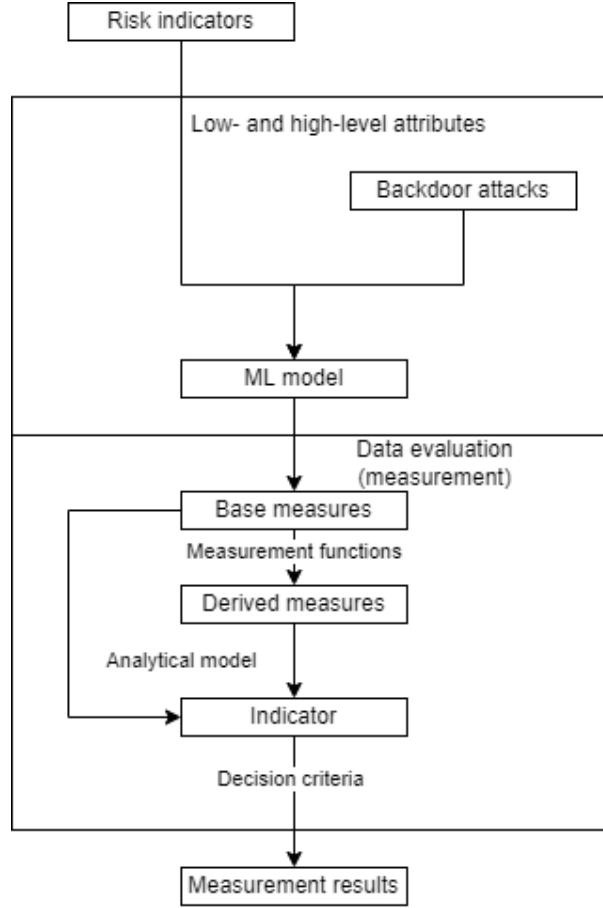 Risk indicators
Low- and high-level attributes
Backdoor attacks
ML model
Data evaluation
(measurement)
Base measures
Measurement functions
Derived measures
Analytical model
Indicator
Decision criteria
Measurement results